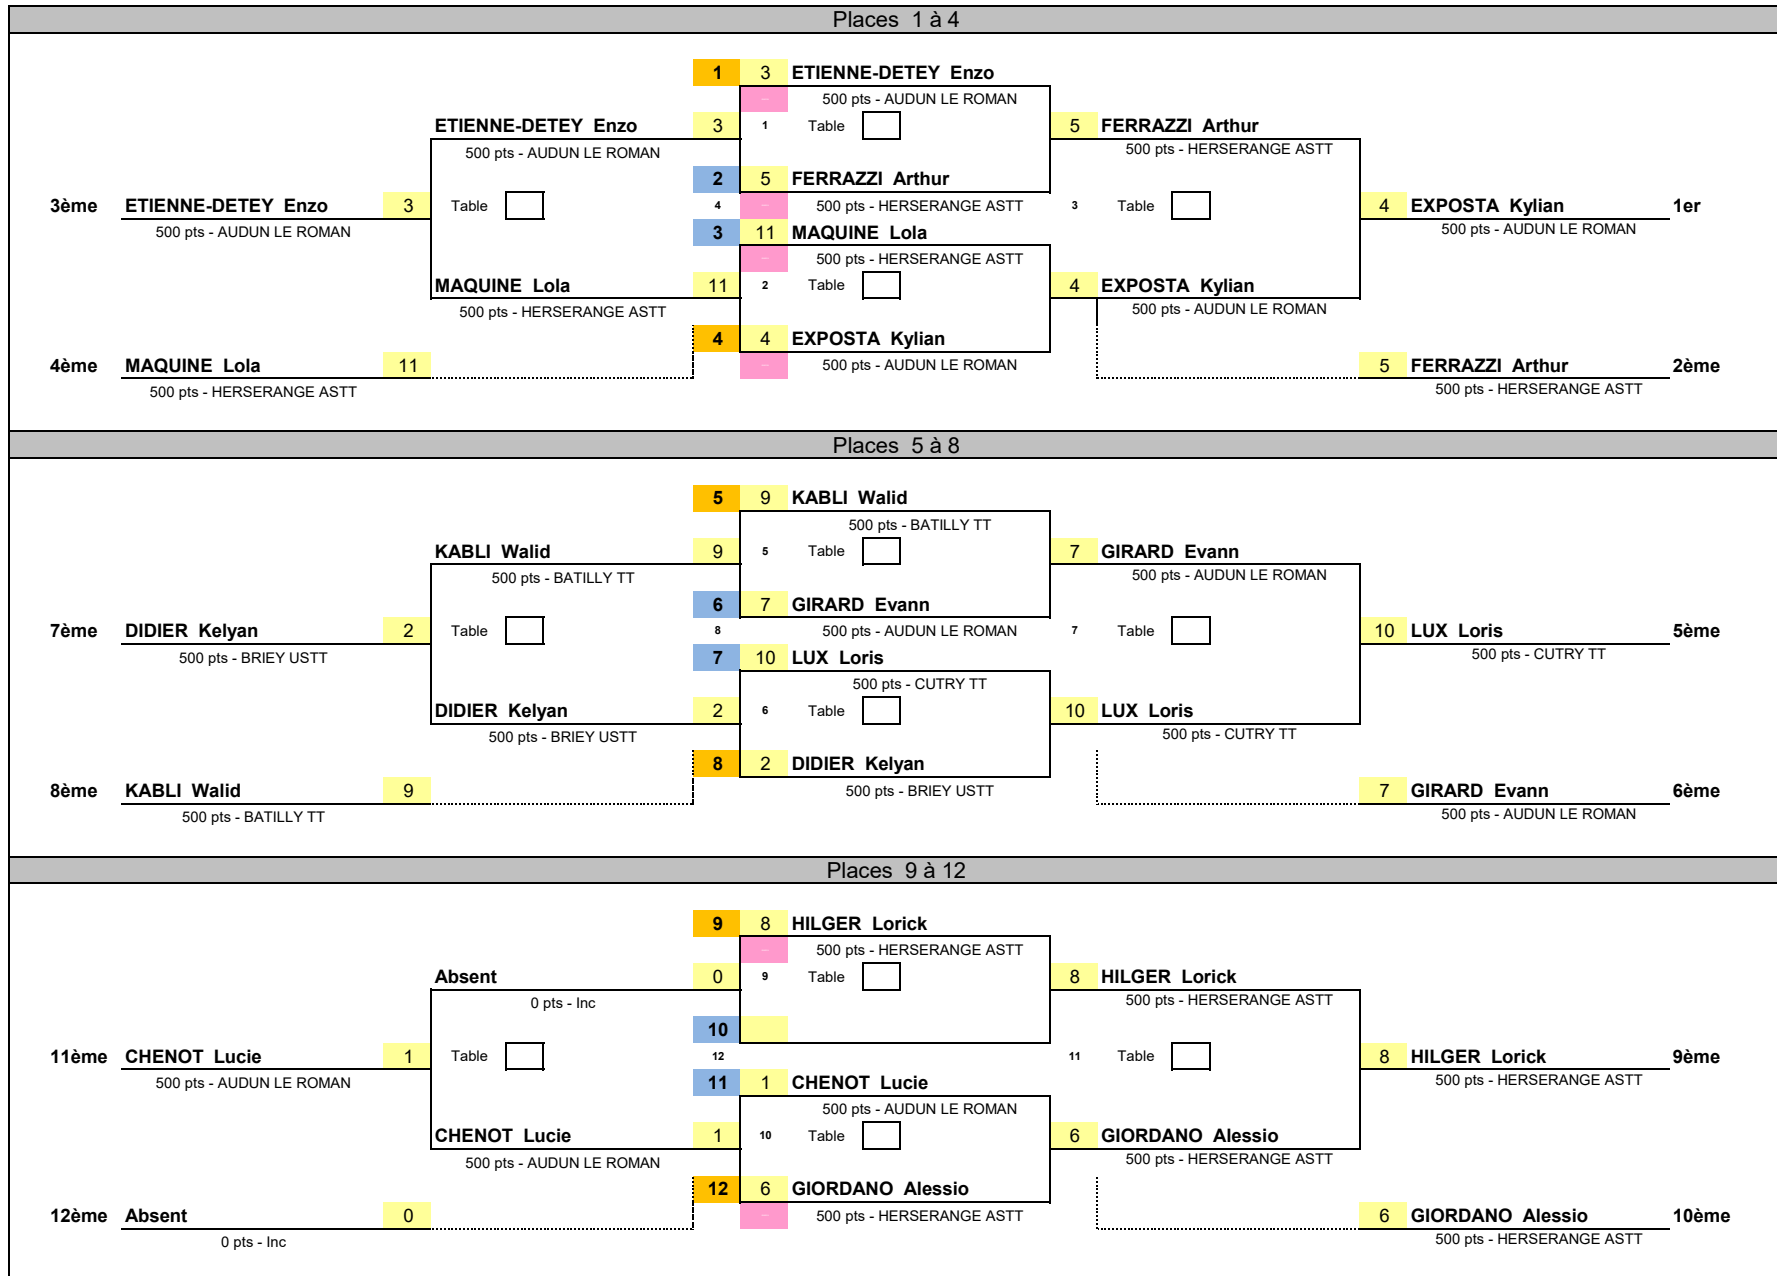 Places 1 à 4
1 3 ETIENNE-DETEY Enzo
500 pts - AUDUN LE ROMAN
ETIENNE-DETEY Enzo 3 1 Table 5 FERRAZZI Arthur
500 pts - AUDUN LE ROMAN 500 pts - HERSERANGE ASTT
2 5 FERRAZZI Arthur
3ème ETIENNE-DETEY Enzo 3 Table 4 500 pts - HERSERANGE ASTT 3 Table 4 EXPOSTA Kylian 1er
500 pts - AUDUN LE ROMAN 3 11 MAQUINE Lola 500 pts - AUDUN LE ROMAN
500 pts - HERSERANGE ASTT
MAQUINE Lola 11 2 Table 4 EXPOSTA Kylian
500 pts - HERSERANGE ASTT 500 pts - AUDUN LE ROMAN
4 4 EXPOSTA Kylian
4ème MAQUINE Lola 11 500 pts - AUDUN LE ROMAN 5 FERRAZZI Arthur 2ème
500 pts - HERSERANGE ASTT 500 pts - HERSERANGE ASTT
Places 5 à 8
5 9 KABLI Walid
500 pts - BATILLY TT
KABLI Walid 9 5 Table 7 GIRARD Evann
500 pts - BATILLY TT 500 pts - AUDUN LE ROMAN
6 7 GIRARD Evann
7ème DIDIER Kelyan 2 Table 8 500 pts - AUDUN LE ROMAN 7 Table 10 LUX Loris 5ème
500 pts - BRIEY USTT 7 10 LUX Loris 500 pts - CUTRY TT
500 pts - CUTRY TT
DIDIER Kelyan 2 6 Table 10 LUX Loris
500 pts - BRIEY USTT 500 pts - CUTRY TT
8 2 DIDIER Kelyan
8ème KABLI Walid 9 500 pts - BRIEY USTT 7 GIRARD Evann 6ème
500 pts - BATILLY TT 500 pts - AUDUN LE ROMAN
Places 9 à 12
9 8 HILGER Lorick
500 pts - HERSERANGE ASTT
Absent 0 9 Table 8 HILGER Lorick
0 pts - Inc 500 pts - HERSERANGE ASTT
10
11ème CHENOT Lucie 1 Table 12 11 Table 8 HILGER Lorick 9ème
500 pts - AUDUN LE ROMAN 11 1 CHENOT Lucie 500 pts - HERSERANGE ASTT
500 pts - AUDUN LE ROMAN
CHENOT Lucie 1 10 Table 6 GIORDANO Alessio
500 pts - AUDUN LE ROMAN 500 pts - HERSERANGE ASTT
12 6 GIORDANO Alessio
12ème Absent 0 500 pts - HERSERANGE ASTT 6 GIORDANO Alessio 10ème
0 pts - Inc 500 pts - HERSERANGE ASTT